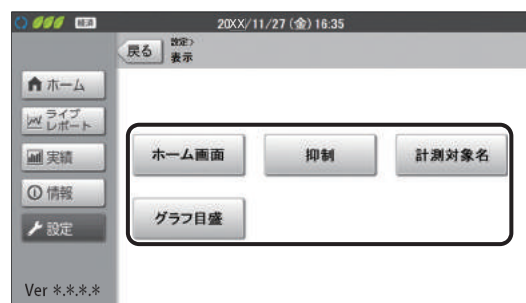 経済
20XX/11/27 (金) 16:35
戻る
設定>
表示
ホーム
ライブ
レポート
実績
情報
設定
ホーム画面
抑制
計測対象名
グラフ目盛
Ver *.*.*.*